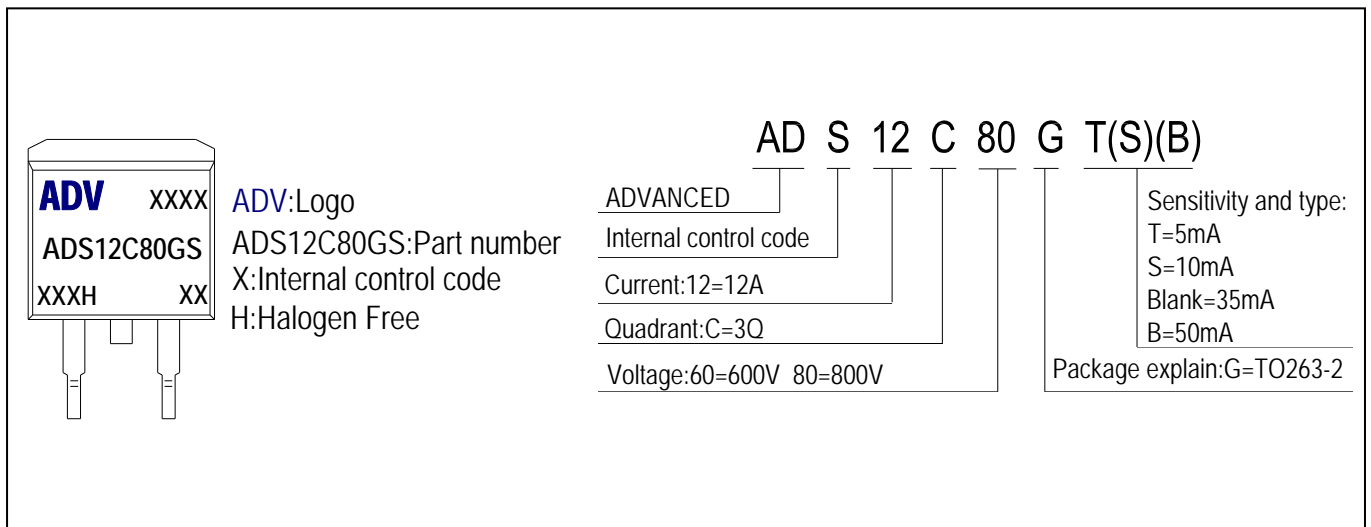 ADV XXXX
ADS12C80GS
XXXH XX
ADV:Logo
ADS12C80GS:Part number
X:Internal control code
H:Halogen Free
AD S 12 C 80 G T(S)(B)
ADVANCED
Internal control code
Current:12=12A
Quadrant:C=3Q
Voltage:60=600V 80=800V
Sensitivity and type:
T=5mA
S=10mA
Blank=35mA
B=50mA
Package explain:G=TO263-2